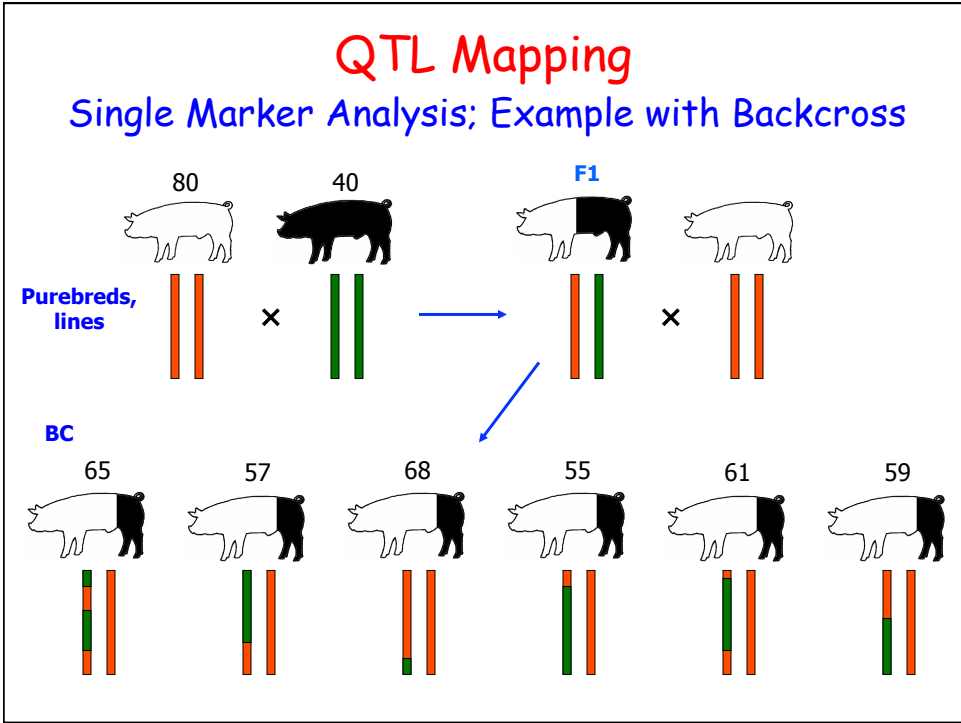 QTL Mapping
Single Marker Analysis; Example with Backcross
80
40
F1
Purebreds,
lines
×
×
BC
65
57
68
55
61
59